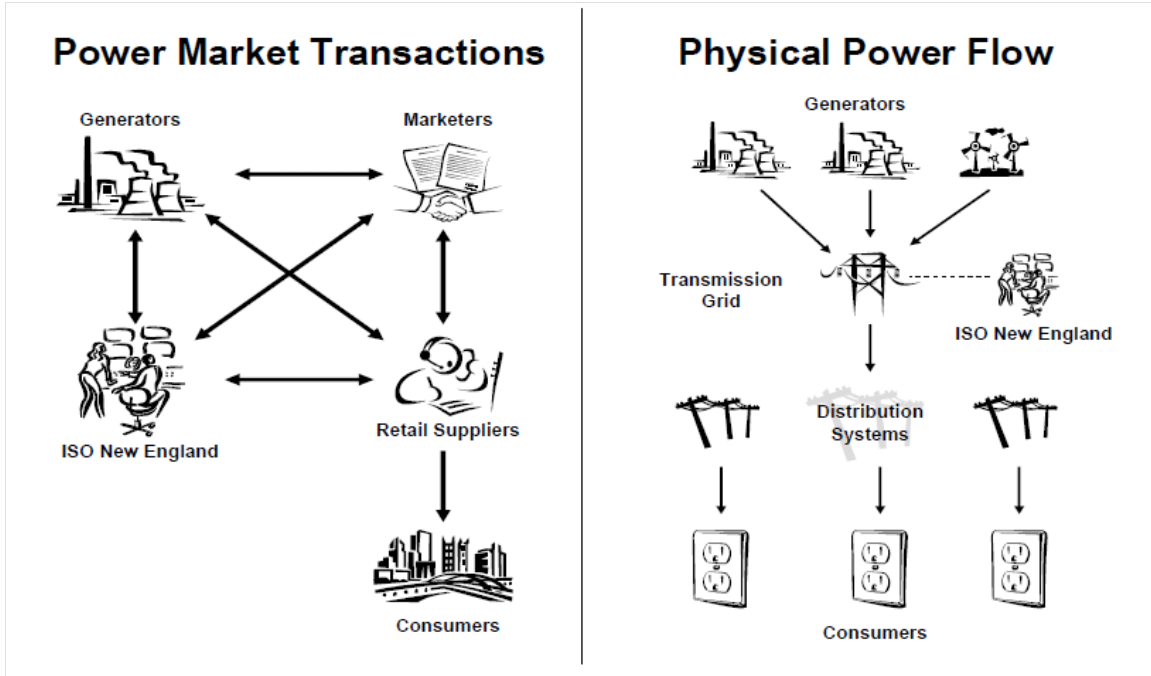 Power Market Transactions
Generators
Marketers
ISO New England
Retail Suppliers
Consumers
Physical Power Flow
Generators
Transmission
Grid
ISO New England
Distribution
Systems
Consumers